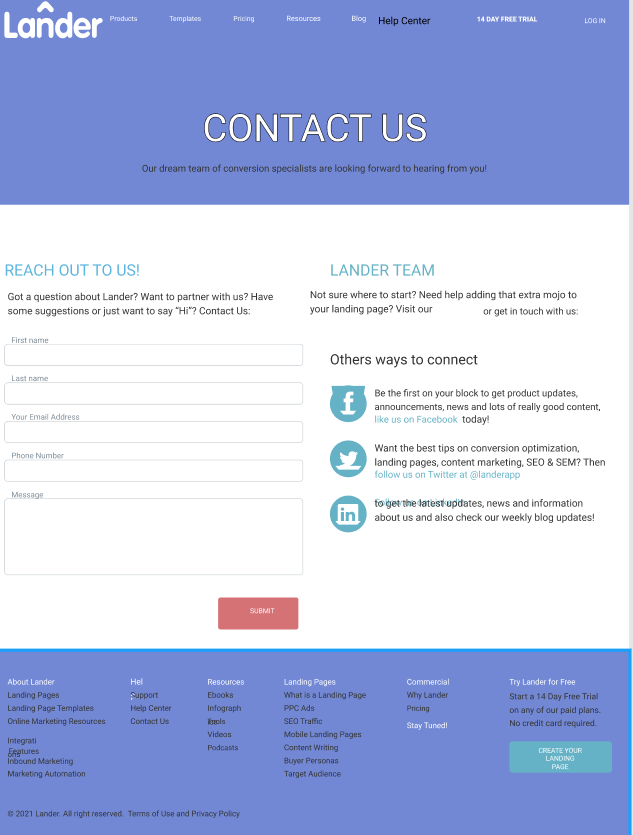 Lander
Products Templates Pricing Resources Blog Help Center 14 DAY FREE TRIAL LOG IN
CONTACT US
Our dream team of conversion specialists are looking forward to hearing from you!
REACH OUT TO US!
Got a question about Lander? Want to partner with us? Have
some suggestions or just want to say “Hi”? Contact Us:
First name
Last name
Your Email Address
Phone Number
Message
SUBMIT
LANDER TEAM
Not sure where to start? Need help adding that extra mojo to
your landing page? Visit our or get in touch with us:
Others ways to connect
Be the first on your block to get product updates,
announcements, news and lots of really good content,
like us on Facebook today!
Want the best tips on conversion optimization,
landing pages, content marketing, SEO & SEM? Then
follow us on Twitter at @landerapp
to get the latest updates, news and information
about us and also check our weekly blog updates!
About Lander
Landing Pages
Landing Page Templates
Online Marketing Resources
Integrati
Features
Inbound Marketing
Marketing Automation
Hel
Support
Help Center
Contact Us
Resources
Ebooks
Infograph
Tools
Videos
Podcasts
Landing Pages
What is a Landing Page
PPC Ads
SEO Traffic
Mobile Landing Pages
Content Writing
Buyer Personas
Target Audience
Commercial
Why Lander
Pricing
Stay Tuned!
Try Lander for Free
Start a 14 Day Free Trial
on any of our paid plans.
No credit card required.
CREATE YOUR
LANDING
PAGE
© 2021 Lander. All right reserved. Terms of Use and Privacy Policy